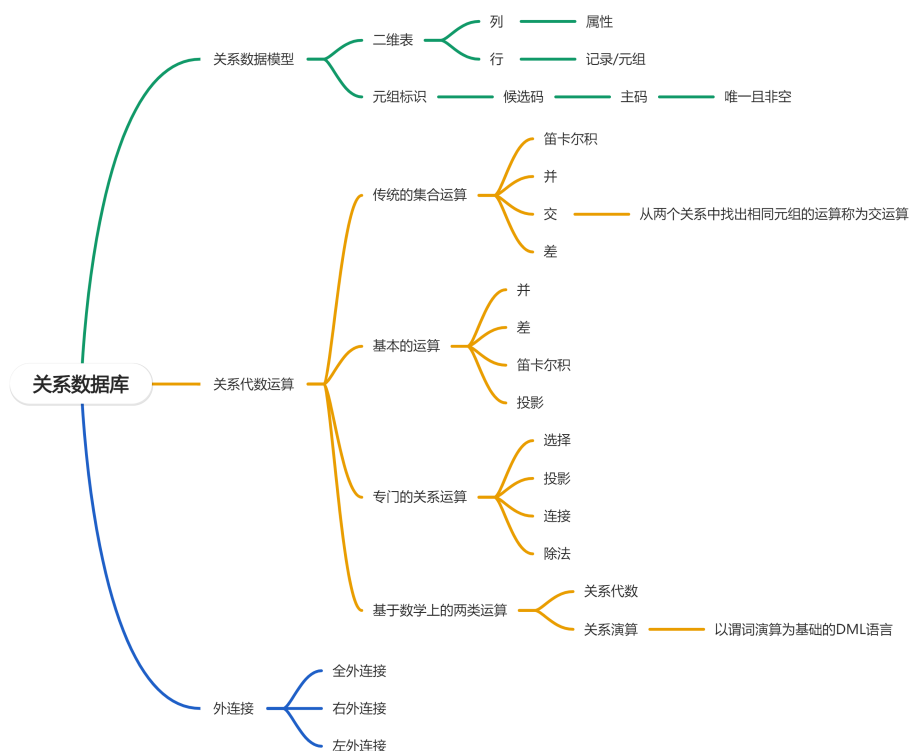 列
属性
二维表
行
记录/元组
关系数据模型
元组标识
候选码
主码
唯一且非空
笛卡尔积
并
传统的集合运算
交
从两个关系中找出相同元组的运算称为交运算
差
并
差
基本的运算
笛卡尔积
投影
关系数据库
关系代数运算
选择
投影
专门的关系运算
连接
除法
关系代数
基于数学上的两类运算
关系演算
以谓词演算为基础的DML语言
全外连接
外连接
右外连接
左外连接